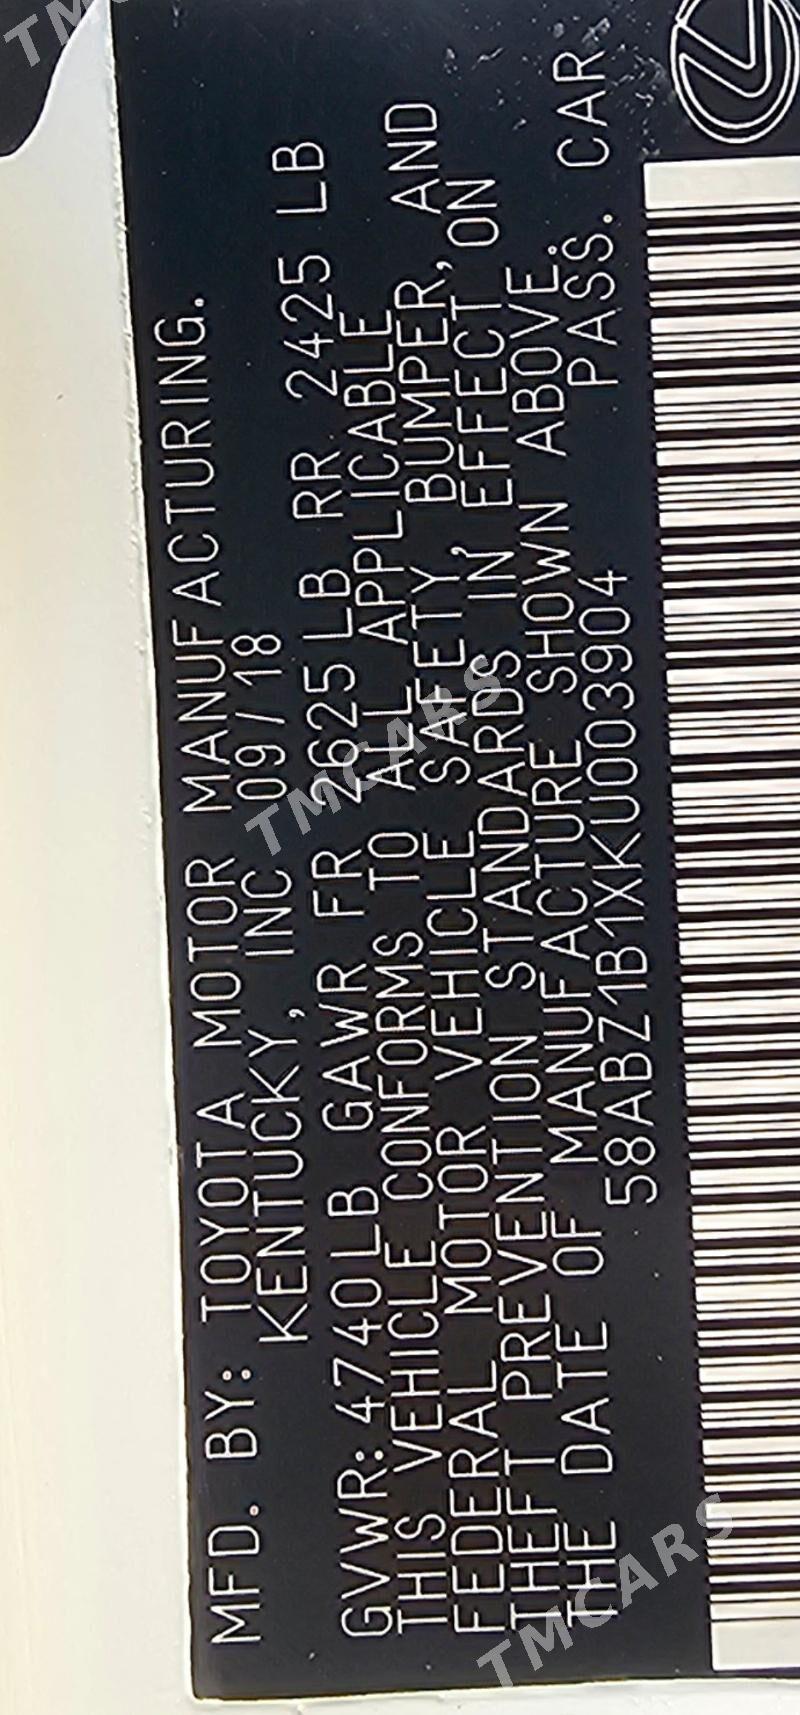 MFD. BY: TOYOTA MOTOR MANUFACTURING.
KENTUCKY, INC 09/18
GVWR: 4740LB GAWR FR 2625LB RR 2425 LB
THIS VEHICLE CONFORMS TO ALL APPLICABLE
FEDERAL MOTOR VEHICLE SAFETY BUMPER, AND
THEFT PREVENTION STANDARDS IN EFFECT ON
THE DATE OF MANUFACTURE SHOWN ABOVE.
58ABZ1B1XKU003904 PASS. CAR
TMCARS
TMCARS
TMCARS